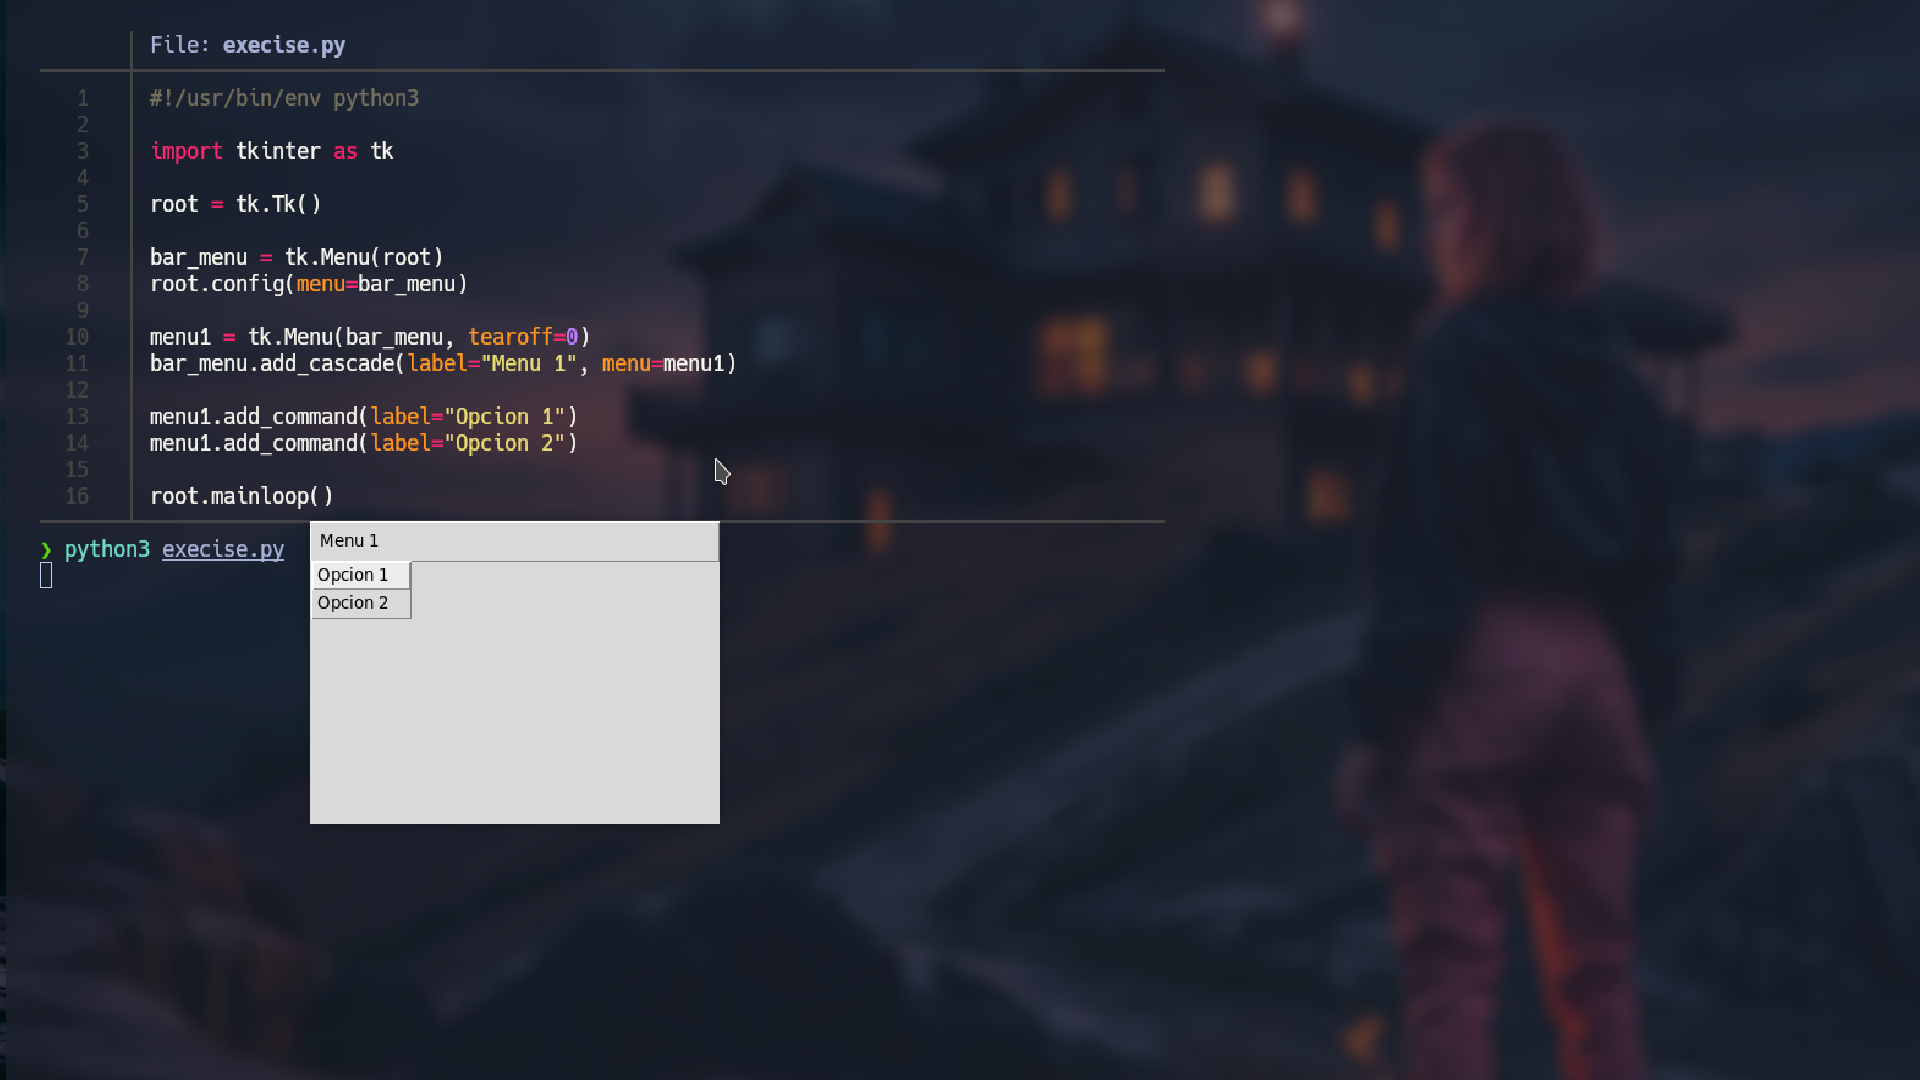 File: execise.py
1 #!/usr/bin/env python3
2
3 import tkinter as tk
4
5 root = tk.Tk()
6
7 bar_menu = tk.Menu(root)
8 root.config(menu=bar_menu)
9
10 menu1 = tk.Menu(bar_menu, tearoff=0)
11 bar_menu.add_cascade(label="Menu 1", menu=menu1)
12
13 menu1.add_command(label="Opcion 1")
14 menu1.add_command(label="Opcion 2")
15
16 root.mainloop()
❯ python3 execise.py
Menu 1
Opcion 1
Opcion 2